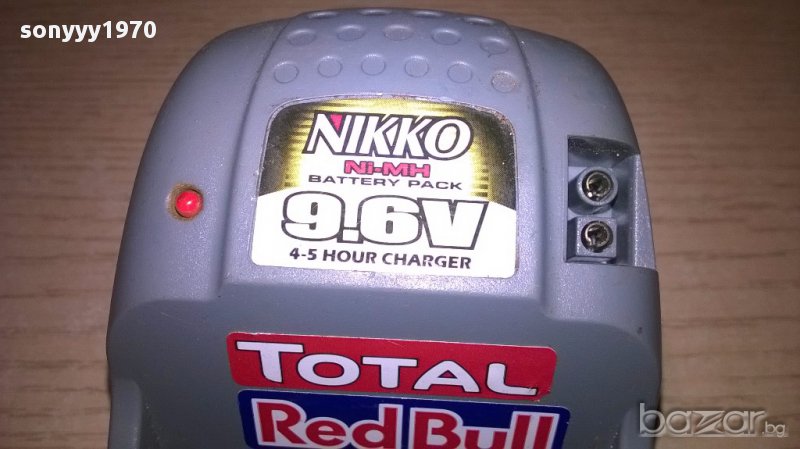 sonyyy1970
NIKKO
Ni-MH
BATTERY PACK
9.6V
4-5 HOUR CHARGER
TOTAL
Red Bull
bazar.bg